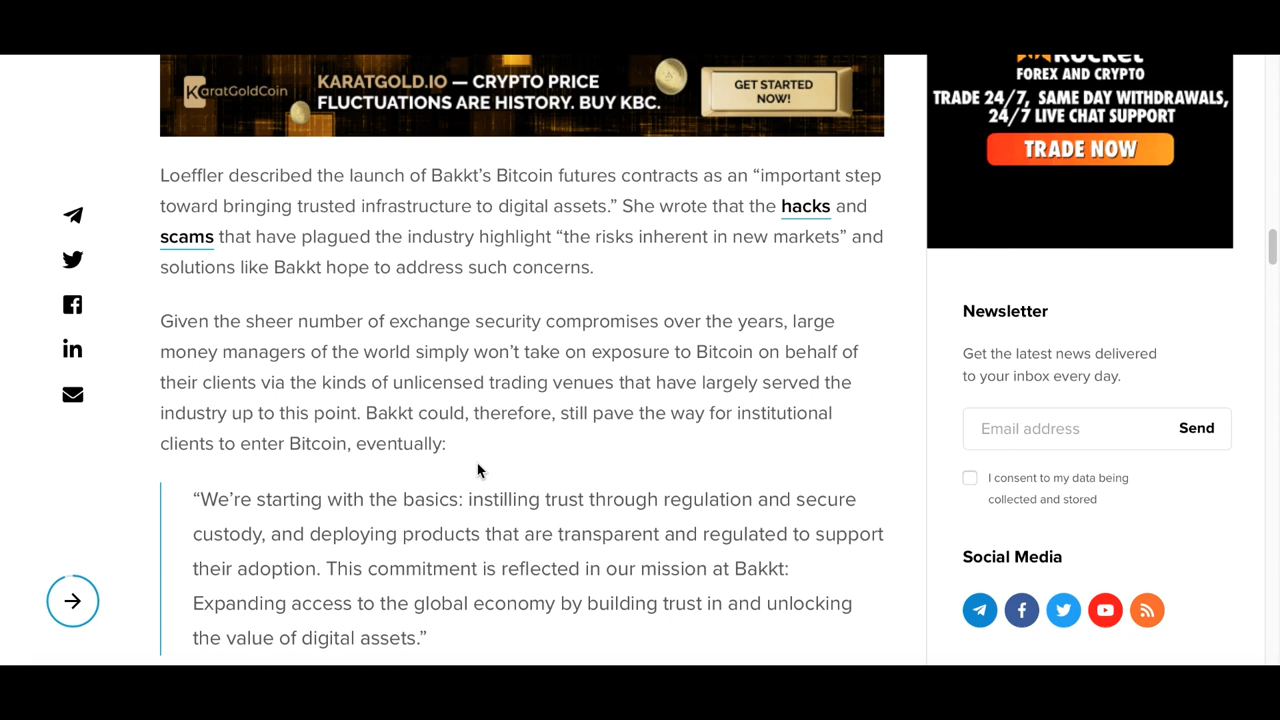 KaratGoldCoin
KARATGOLD.IO — CRYPTO PRICE
FLUCTUATIONS ARE HISTORY. BUY KBC.
GET STARTED
NOW!
Loeffler described the launch of Bakkt’s Bitcoin futures contracts as an “important step
toward bringing trusted infrastructure to digital assets.” She wrote that the hacks and
scams that have plagued the industry highlight “the risks inherent in new markets” and
solutions like Bakkt hope to address such concerns.
Given the sheer number of exchange security compromises over the years, large
money managers of the world simply won’t take on exposure to Bitcoin on behalf of
their clients via the kinds of unlicensed trading venues that have largely served the
industry up to this point. Bakkt could, therefore, still pave the way for institutional
clients to enter Bitcoin, eventually:
“We’re starting with the basics: instilling trust through regulation and secure
custody, and deploying products that are transparent and regulated to support
their adoption. This commitment is reflected in our mission at Bakkt:
Expanding access to the global economy by building trust in and unlocking
the value of digital assets.”
FOREX AND CRYPTO
TRADE 24/7, SAME DAY WITHDRAWALS,
24/7 LIVE CHAT SUPPORT
TRADE NOW
Newsletter
Get the latest news delivered
to your inbox every day.
Email address Send
I consent to my data being
collected and stored
Social Media